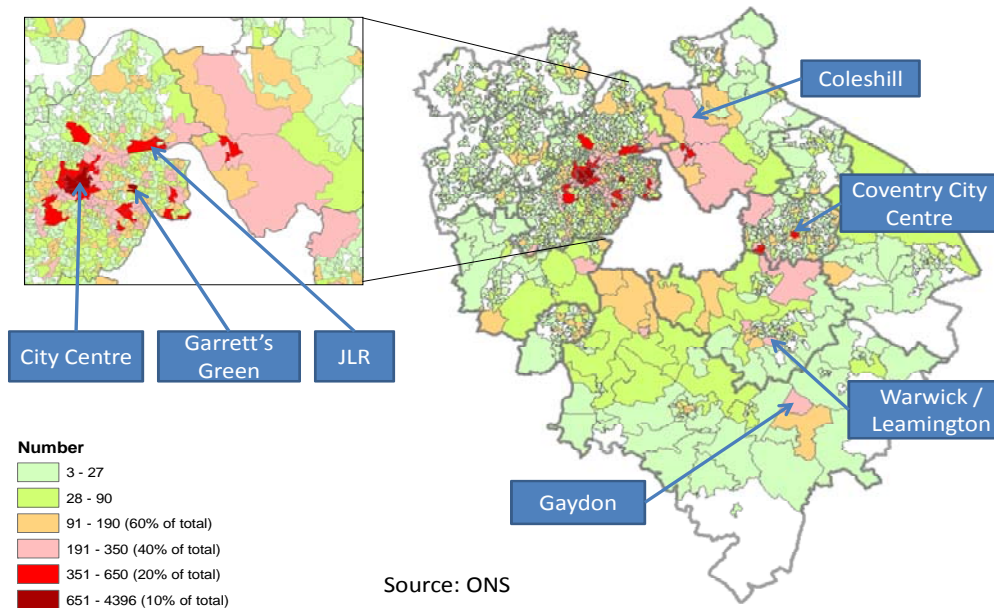 Coleshill
Coventry City
Centre
City Centre
Garrett's
Green
JLR
Warwick /
Leamington
Gaydon
Number
3 - 27
28 - 90
91 - 190 (60% of total)
191 - 350 (40% of total)
351 - 650 (20% of total)
651 - 4396 (10% of total)
Source: ONS